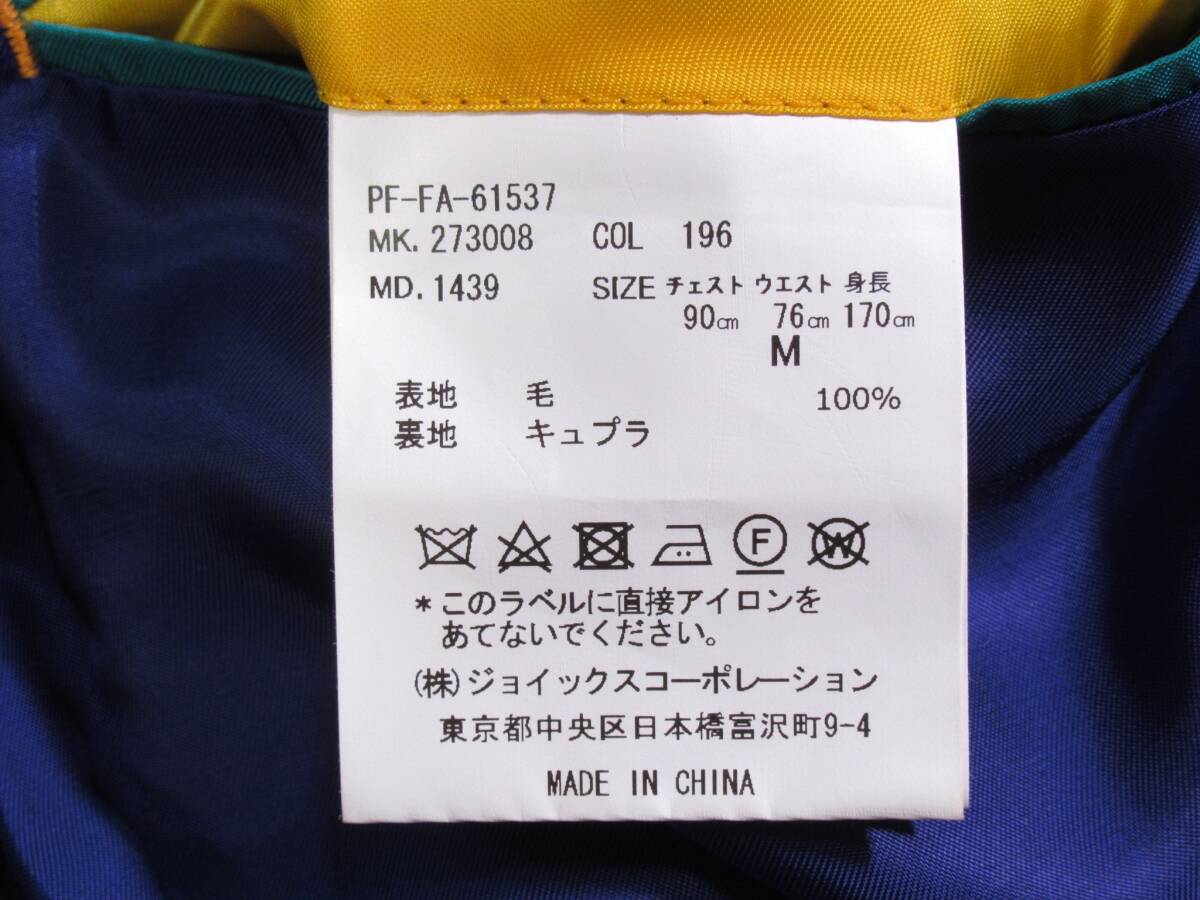 PF-FA-61537
MK. 273008 COL 196
MD. 1439 SIZE チェスト ウエスト 身長
90㎝ 76㎝ 170㎝
M
表地 毛 100%
裏地 キュプラ
F W
*このラベルに直接アイロンを
あてないでください。
(株)ジョイックスコーポレーション
東京都中央区日本橋富沢町9-4
MADE IN CHINA